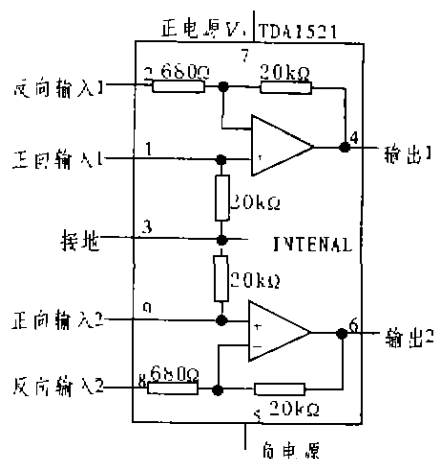 正电源V+ TDA1521
7
反向输入1 2 680Ω 20kΩ
正向输入1 1 + 4 输出1
20kΩ
接地 3 INTENAL
20kΩ
正向输入2 9 + 6 输出2
反向输入2 8 680Ω − 20kΩ
5
负电源